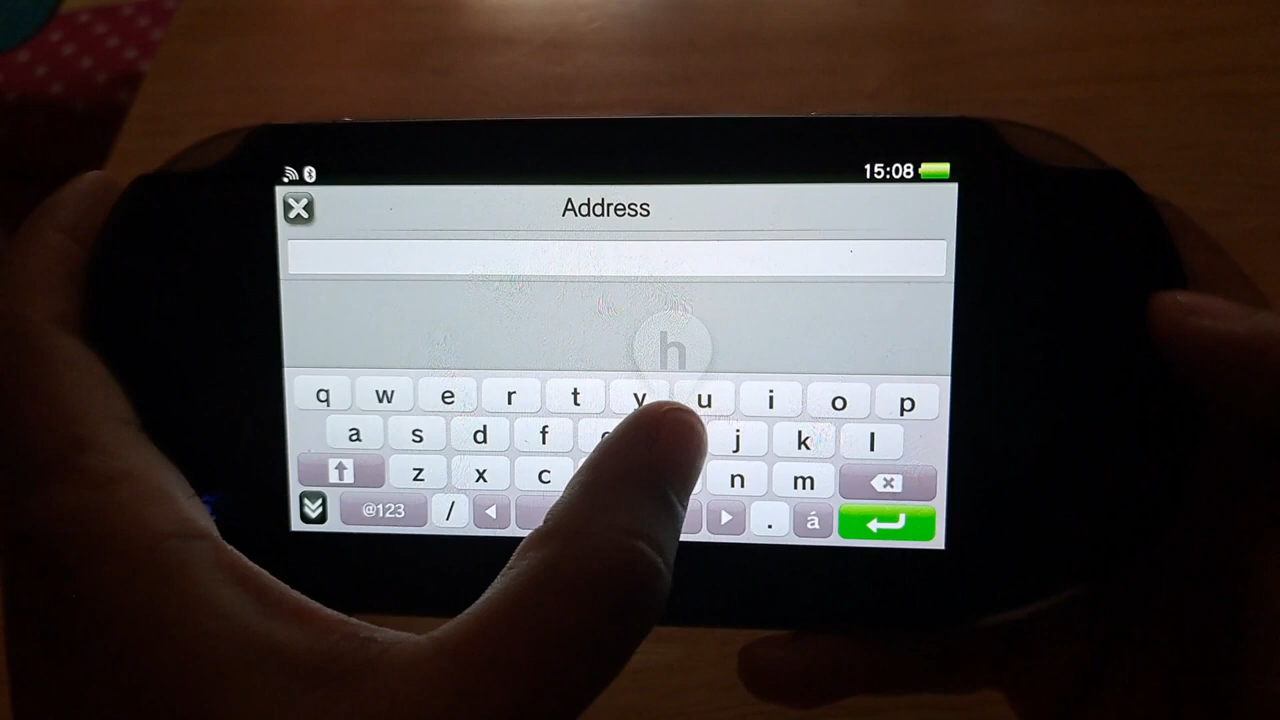 15:08
Address
h
q w e r t y u i o p
a s d f j k l
z x c n m
@123 / . á